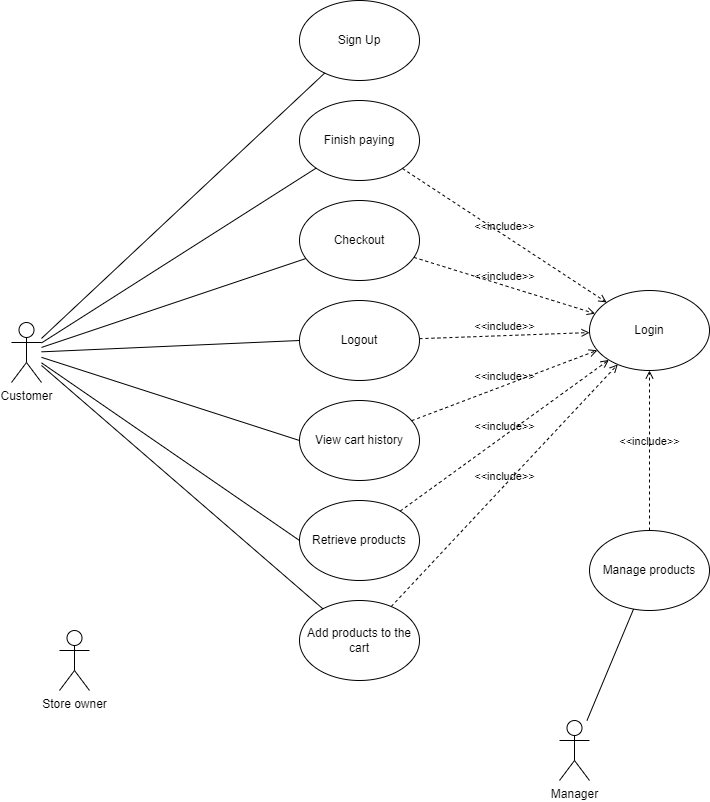 Sign Up
Finish paying
<<include>>
Checkout
<<include>>
Login
Logout
<<include>>
Customer
<<include>>
View cart history
<<include>>
<<include>>
<<include>>
Retrieve products
Manage products
Add products to the
cart
Store owner
Manager